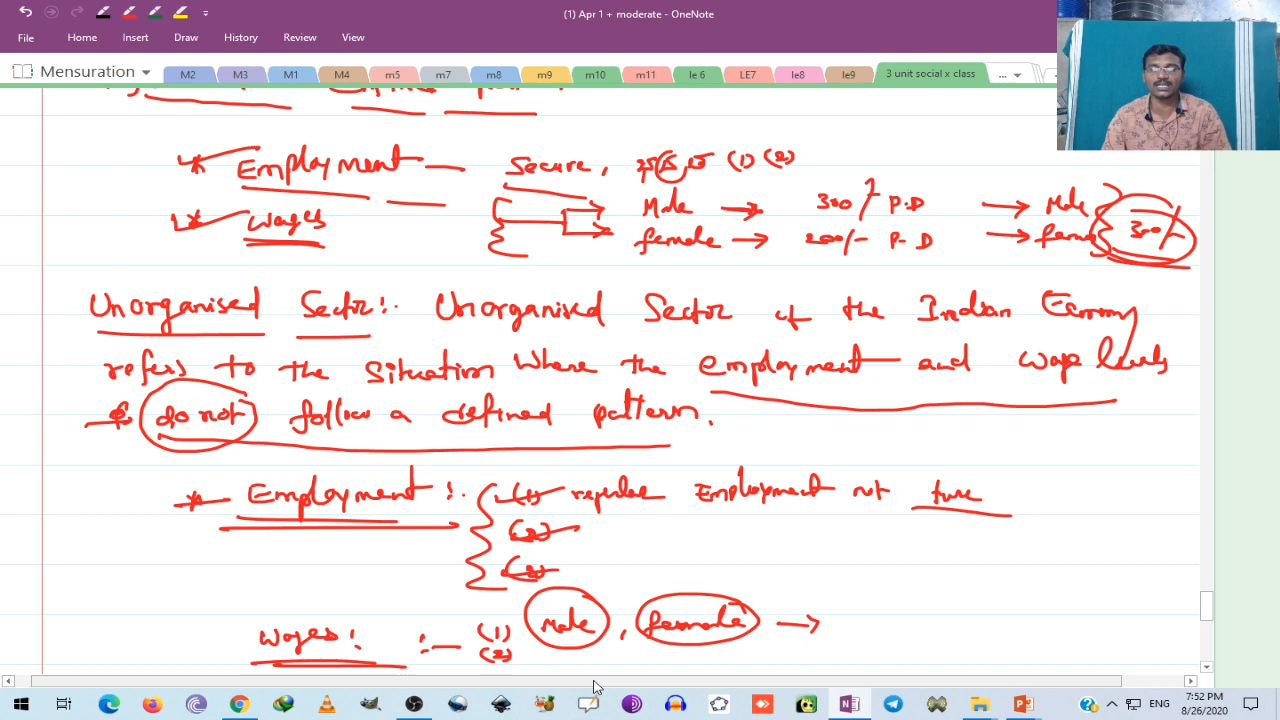 (1) Apr 1 + moderate - OneNote
File Home Insert Draw History Review View
Mensuration M2 M3 M1 M4 m5 m7 m8 m9 m10 m11 le 6 LE7 le8 le9 3 unit social x class ...
* Employment — Secure, (1) (2)
* Wages Male → 300/- P.D → Male
female → 200/- P.D → female 300/-
Unorganised Sector :. Unorganised Sector of the Indian Economy
refers to the situation where the employment and wage levels
do not follow a defined pattern.
* Employment :. (1) regular Employment not
(2)
Wages : :- (1) Male, female →
(2)
7:52 PM
ENG
8/26/2020